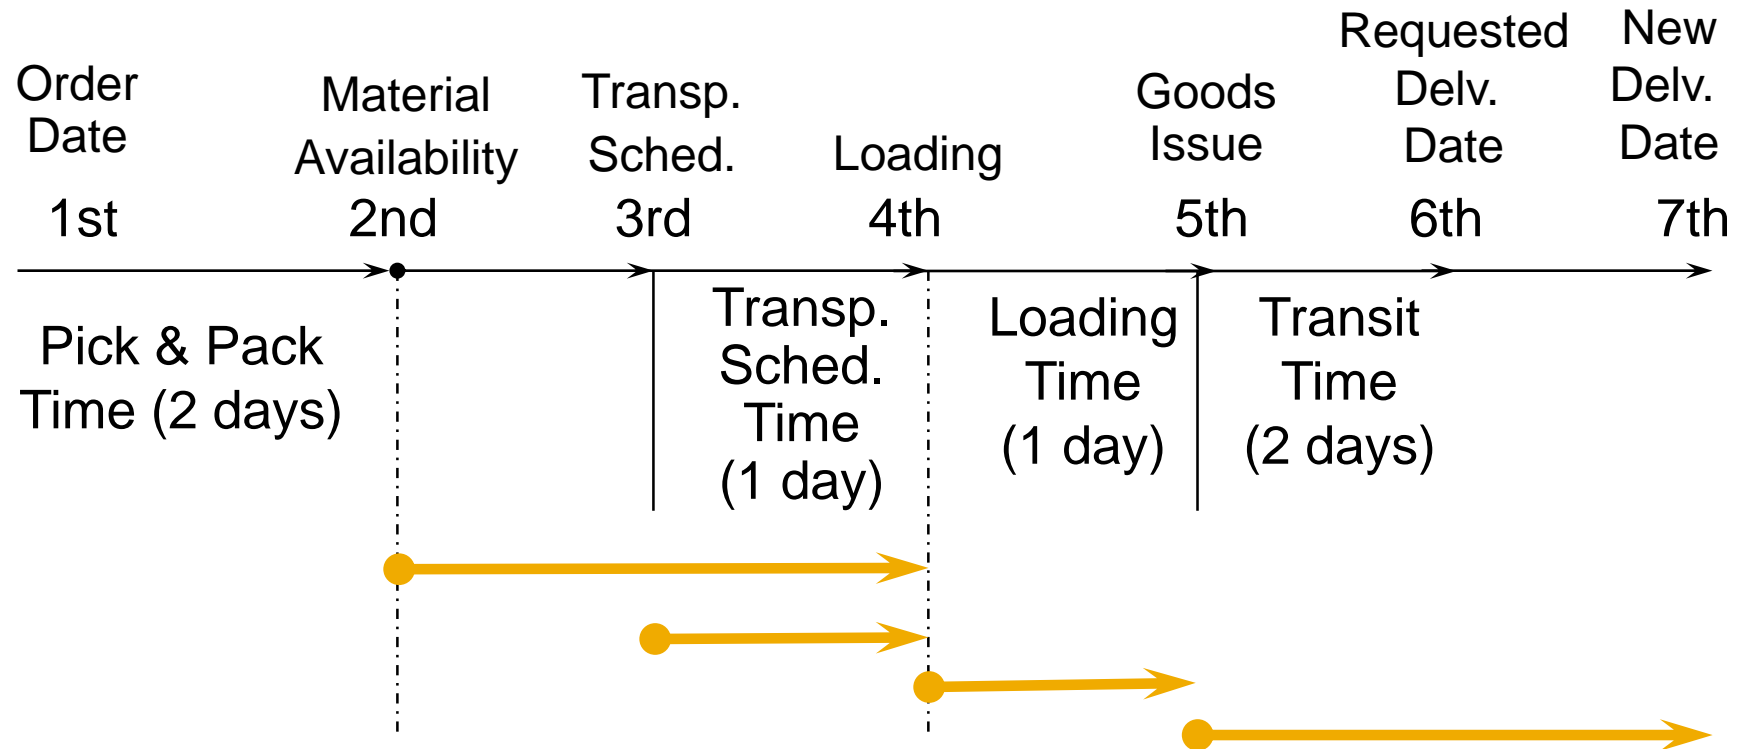 Order
Date
1st
Material
Availability
2nd
Transp.
Sched.
3rd
Loading
4th
Goods
Issue
5th
Requested
Delv.
Date
6th
New
Delv.
Date
7th
Pick & Pack
Time (2 days)
Transp.
Sched.
Time
(1 day)
Loading
Time
(1 day)
Transit
Time
(2 days)